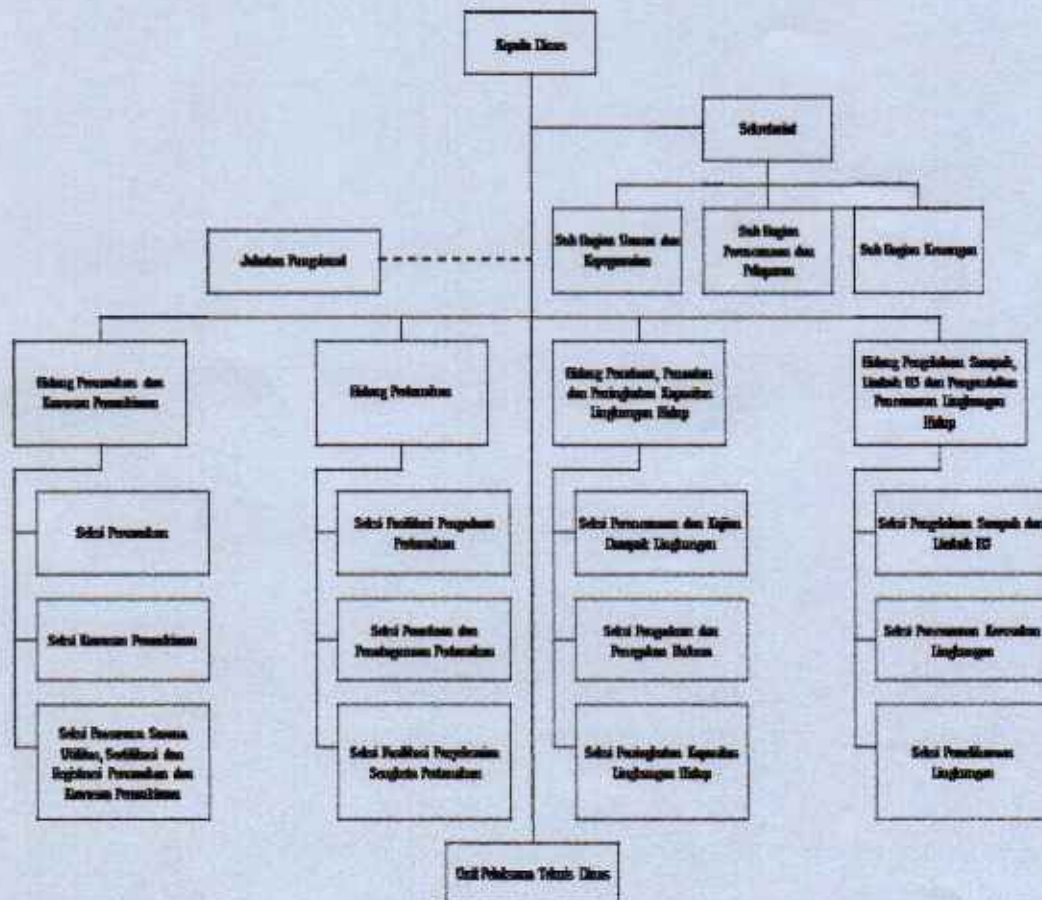 Kepala Dinas
Sekretariat
Sub Bagian Umum dan
Kepegawaian
Sub Bagian
Perencanaan dan
Pelaporan
Sub Bagian Keuangan
Jabatan Fungsional
Bidang Perumahan dan
Kawasan Permukiman
Bidang Pertanahan
Bidang Penataan, Penaatan
dan Peningkatan Kapasitas
Lingkungan Hidup
Bidang Pengelolaan Sampah,
Limbah B3 dan Pengendalian
Pencemaran Lingkungan
Hidup
Seksi Perumahan
Seksi Fasilitasi Pengadaan
Pertanahan
Seksi Perencanaan dan Kajian
Dampak Lingkungan
Seksi Pengelolaan Sampah dan
Limbah B3
Seksi Kawasan Permukiman
Seksi Pendataan dan
Penatagunaan Pertanahan
Seksi Pengaduan dan
Penegakan Hukum
Seksi Pencemaran Kerusakan
Lingkungan
Seksi Prasarana Sarana
Utilitas, Sertifikasi dan
Registrasi Perumahan dan
Kawasan Permukiman
Seksi Fasilitasi Penyelesaian
Sengketa Pertanahan
Seksi Peningkatan Kapasitas
Lingkungan Hidup
Seksi Pemeliharaan
Lingkungan
Unit Pelaksana Teknis Dinas